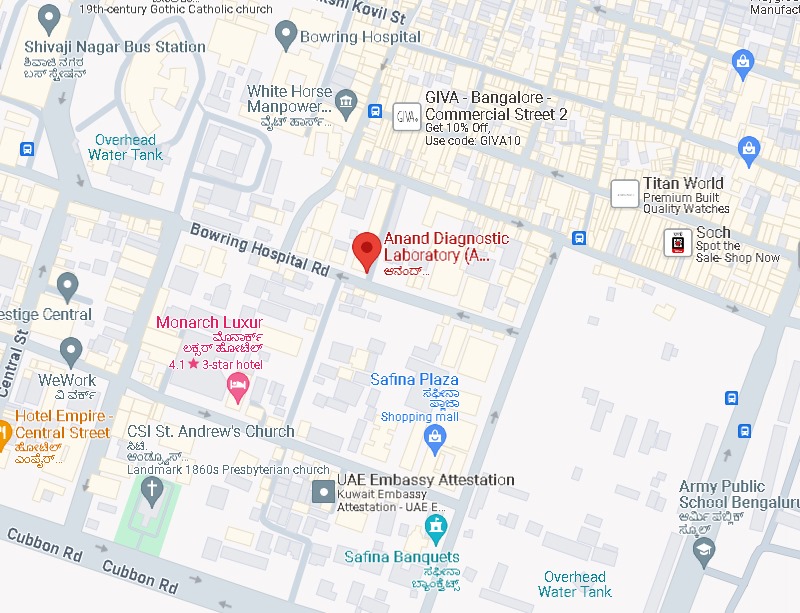 19th-century Gothic Catholic church
Kovil St
Shivaji Nagar Bus Station
ಶಿವಾಜಿ ನಗರ
ಬಸ್ ಸ್ಟೇಷನ್
Bowring Hospital
White Horse
Manpower...
ವೈಟ್ ಹಾರ್ಸ್...
GIVA
GIVA - Bangalore -
Commercial Street 2
Get 10% Off,
Use code: GIVA10
Overhead
Water Tank
Titan World
Premium Built
Quality Watches
Soch
Spot the
Sale- Shop Now
Bowring Hospital Rd
Anand Diagnostic
Laboratory (A...
ಆನಂದ್...
estige Central
Central St
Monarch Luxur
ಮೊನಾರ್ಕ್
ಲಕ್ಸರ್ ಹೋಟೆಲ್
4.1 ★ 3-star hotel
WeWork
ವಿ ವರ್ಕ್
Safina Plaza
ಸಫೀನಾ
ಪ್ಲಾಜಾ
Shopping mall
Hotel Empire -
Central Street
ಹೋಟೆಲ್
ಎಂಪೈರ್...
CSI St. Andrew's Church
ಸಿಟಿ.
ಅಂಡ್ರ್ಯೂಸ್...
Landmark 1860s Presbyterian church
UAE Embassy Attestation
Kuwait Embassy
Attestation - UAE E...
Army Public
School Bengaluru
ಆರ್ಮಿ ಪಬ್ಲಿಕ್
ಸ್ಕೂಲ್
Cubbon Rd
Cubbon Rd
Safina Banquets
ಸಫೀನಾ
ಬ್ಯಾಂಕ್ವೆಟ್ಸ್
Overhead
Water Tank